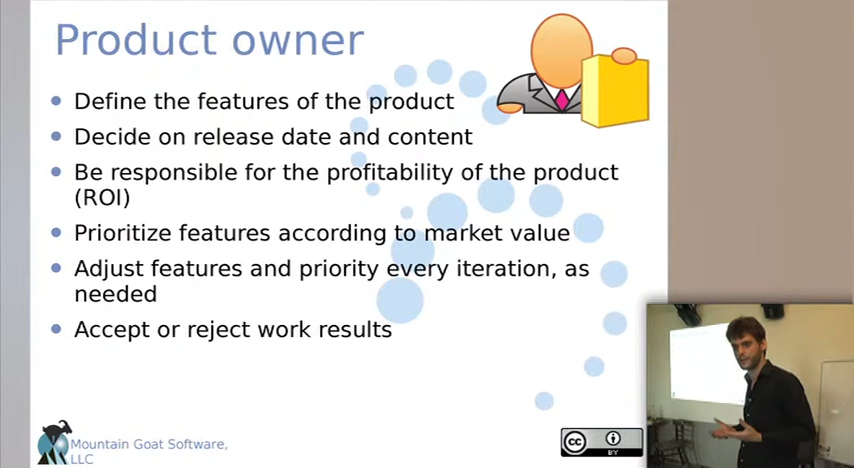 Product owner
Define the features of the product
Decide on release date and content
Be responsible for the profitability of the product
(ROI)
Prioritize features according to market value
Adjust features and priority every iteration, as
needed
Accept or reject work results
Mountain Goat Software,
LLC
cc
BY